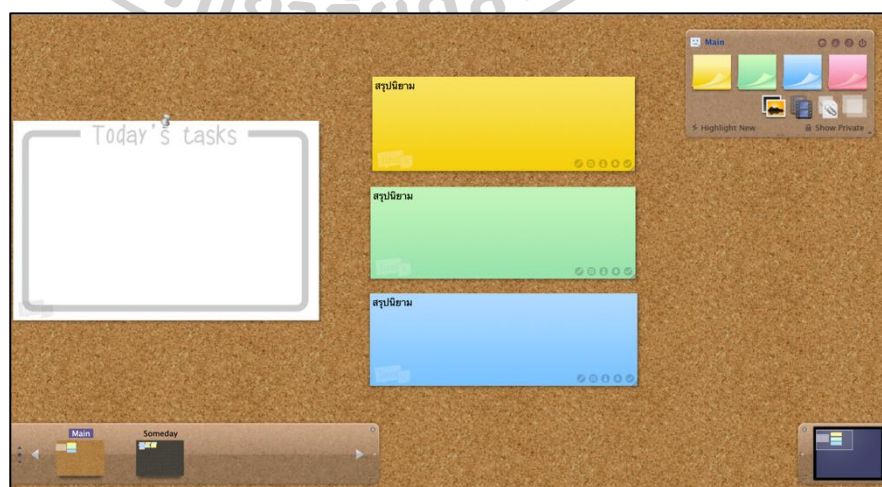 Today's tasks
สรุปนิยาม
สรุปนิยาม
สรุปนิยาม
Main
Highlight New
Show Private
Main
Someday